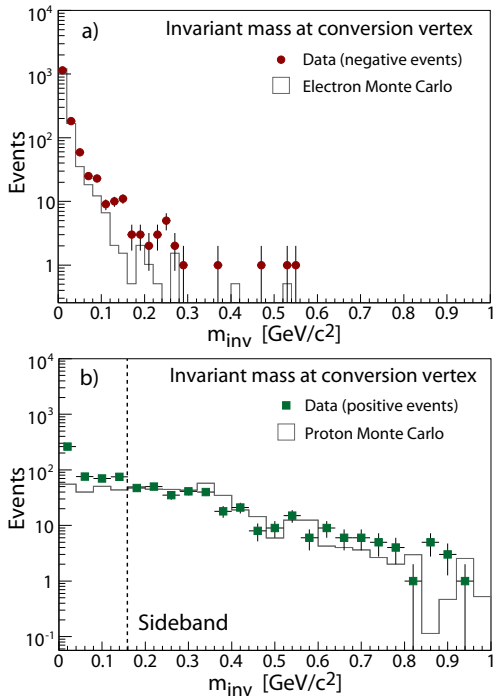 a)
Invariant mass at conversion vertex
Data (negative events)
Electron Monte Carlo
Events
10^4
10^3
10^2
10
1
0 0.1 0.2 0.3 0.4 0.5 0.6 0.7 0.8 0.9 1
m_inv [GeV/c^2]
b)
Invariant mass at conversion vertex
Data (positive events)
Proton Monte Carlo
Events
10^4
10^3
10^2
10
1
10^-1
Sideband
0 0.1 0.2 0.3 0.4 0.5 0.6 0.7 0.8 0.9 1
m_inv [GeV/c^2]